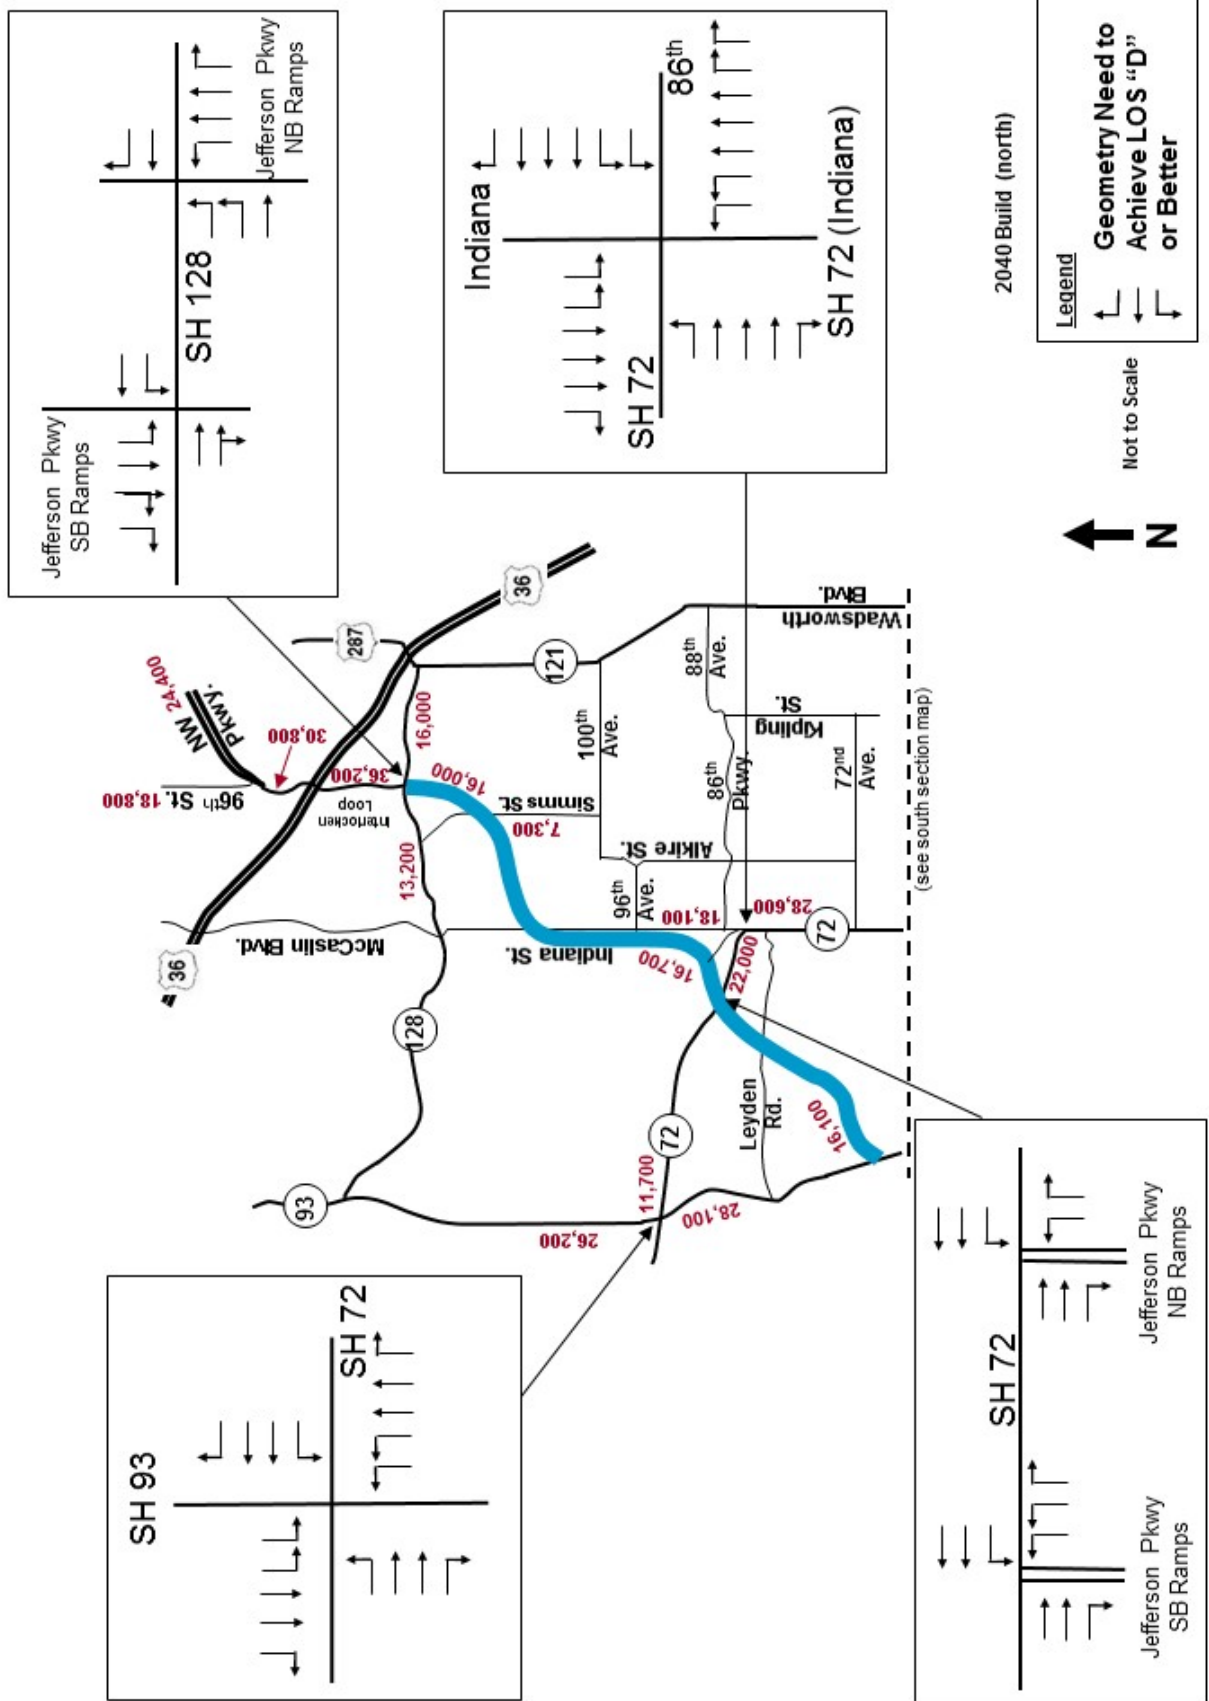 Jefferson Pkwy
SB Ramps
SH 128
Jefferson Pkwy
NB Ramps
Indiana
SH 72
86th
SH 72 (Indiana)
SH 93
SH 72
SH 72
Jefferson Pkwy
SB Ramps
Jefferson Pkwy
NB Ramps
36
McCaslin Blvd.
96th St. 18,800
NW 24,400
Pkwy.
30,800
36,200
Interlocken
Loop
287
36
93
128
13,200
16,000
16,000
121
Simms St.
7,300
100th
Ave.
Indiana St.
96th
Ave.
Alkire St.
88th
Ave.
Wadsworth
Blvd.
86th
Pkwy.
Kipling
St.
72nd
Ave.
18,100
16,700
28,600
22,000
72
26,200
11,700
72
28,100
Leyden
Rd.
16,100
(see south section map)
N
Not to Scale
2040 Build (north)
Legend
Geometry Need to
Achieve LOS “D”
or Better